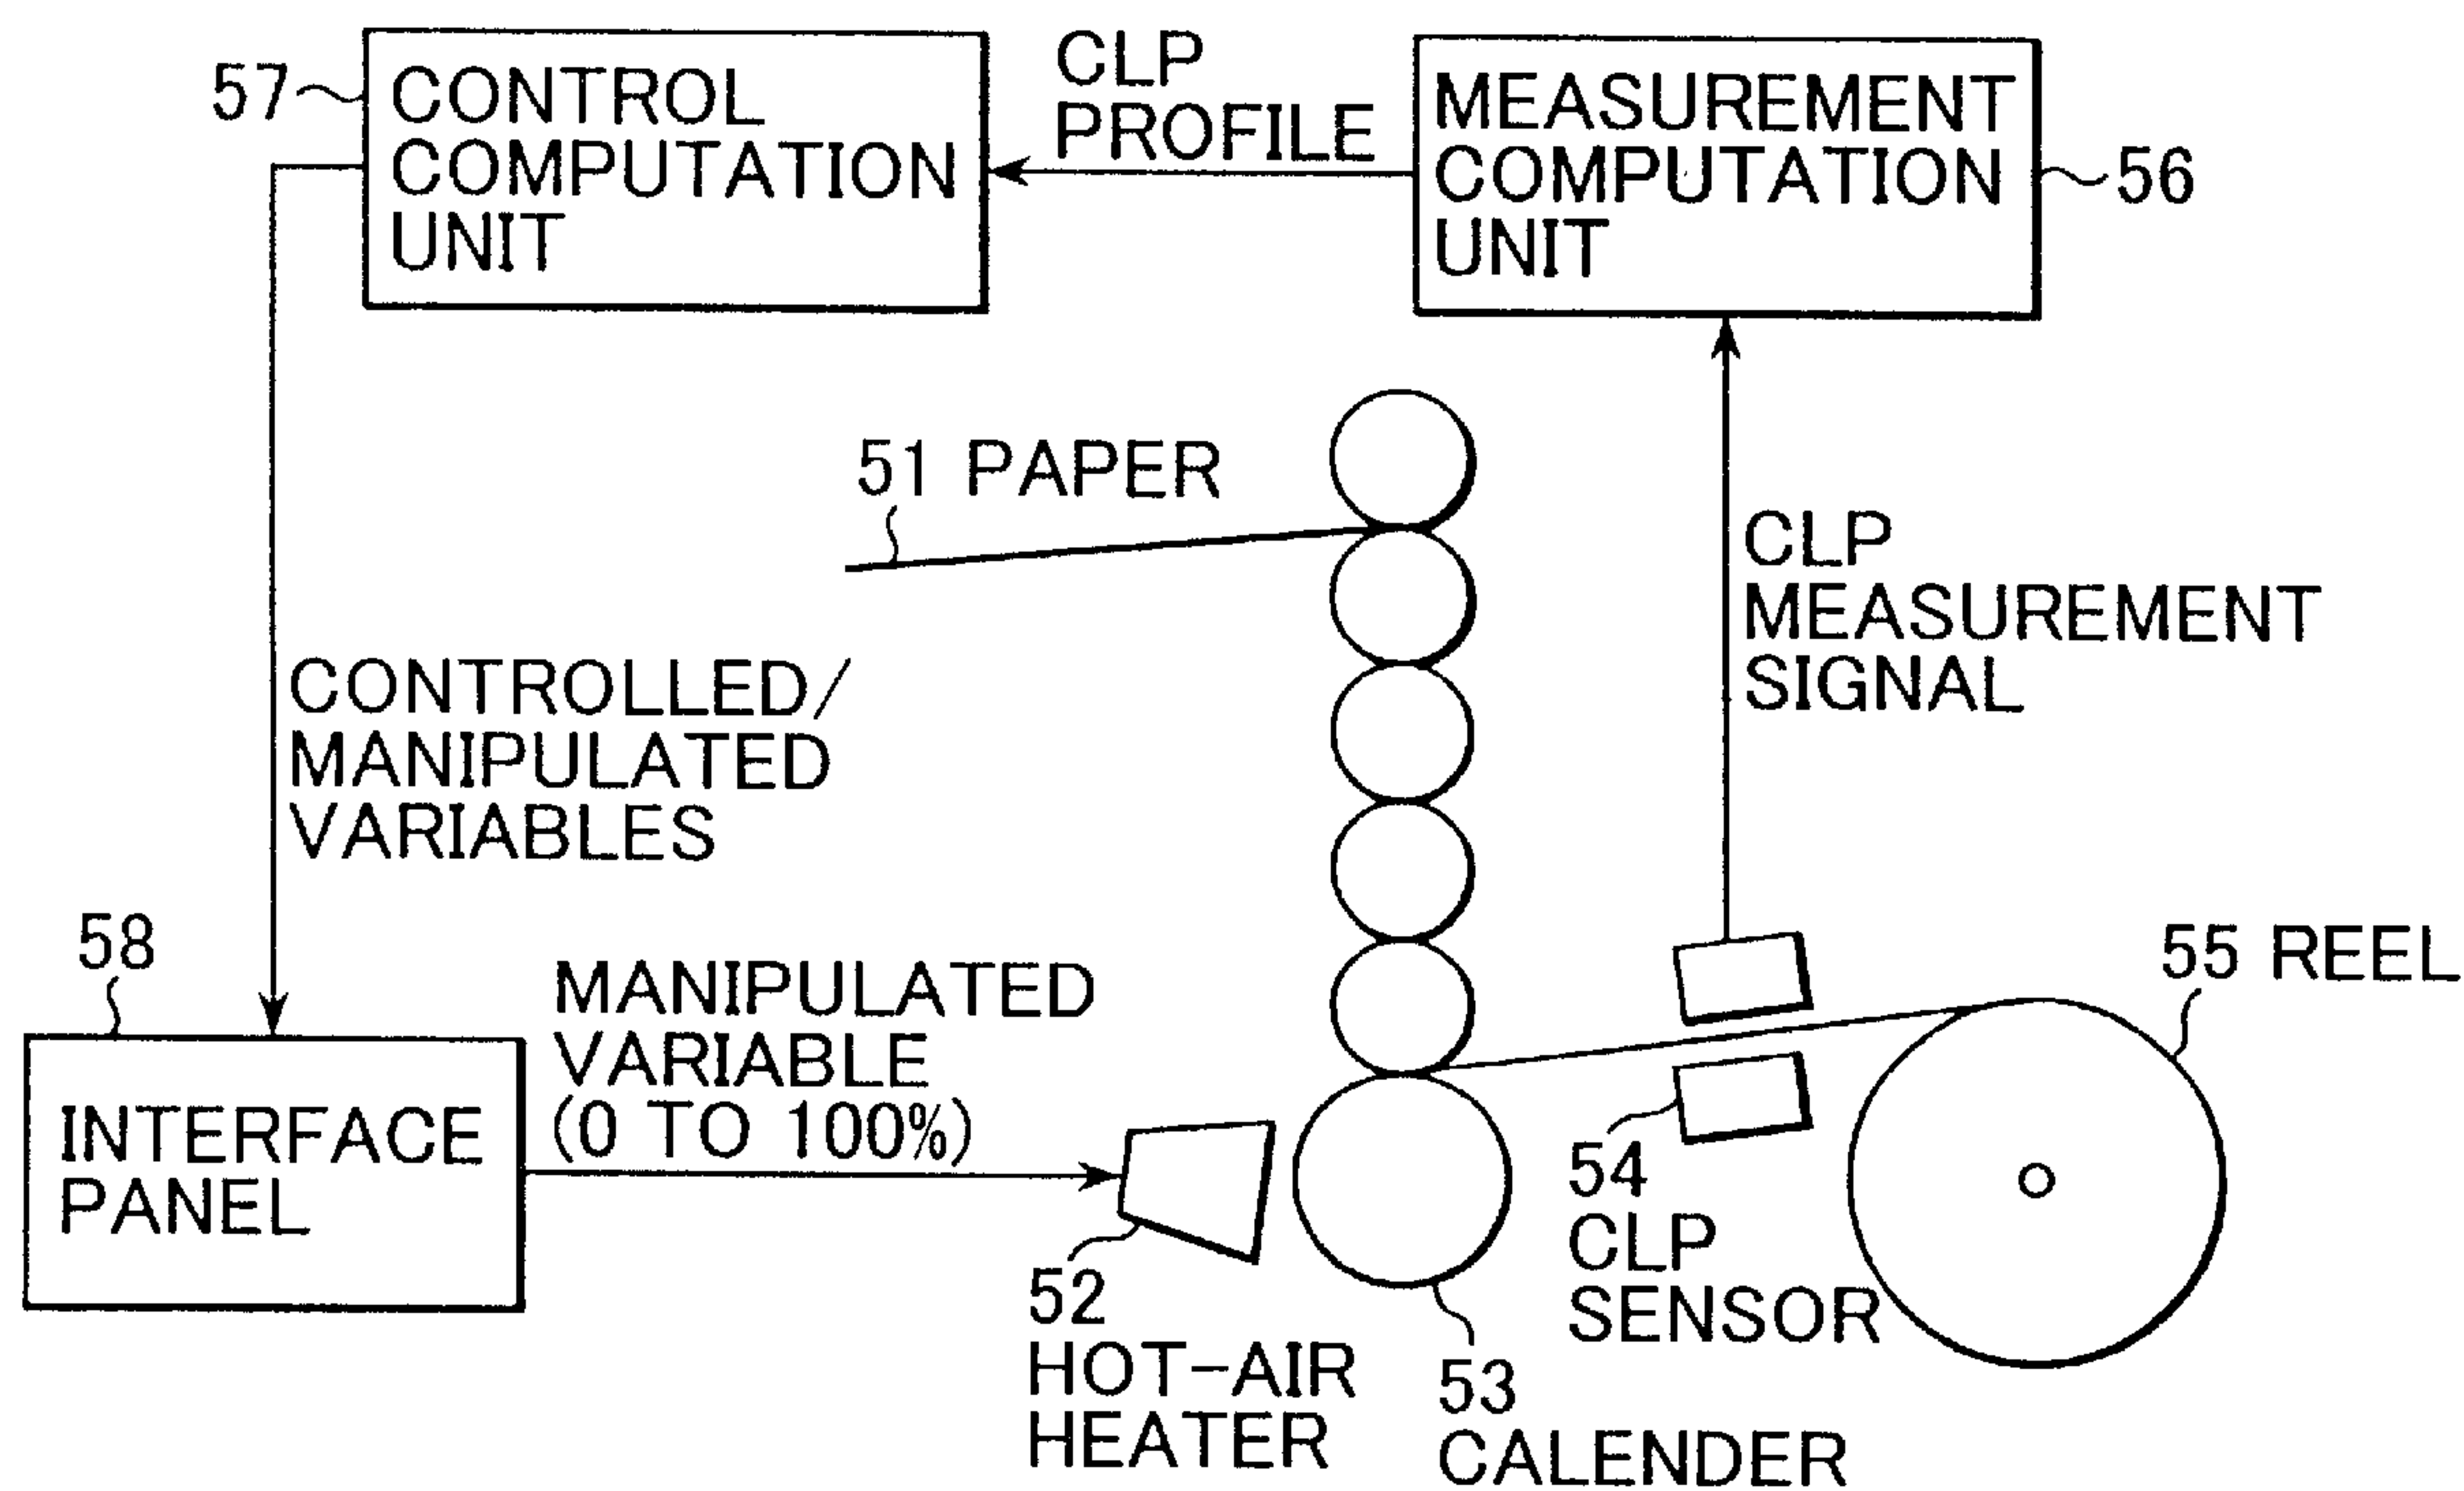 57
CONTROL
COMPUTATION
UNIT
CLP
PROFILE
MEASUREMENT
COMPUTATION
UNIT
56
51 PAPER
CLP
MEASUREMENT
SIGNAL
CONTROLLED/
MANIPULATED
VARIABLES
58
INTERFACE
PANEL
MANIPULATED
VARIABLE
(0 TO 100%)
55 REEL
54
CLP
SENSOR
52
HOT-AIR
HEATER
53
CALENDER